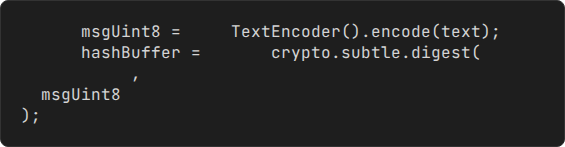 msgUint8 = TextEncoder().encode(text);
hashBuffer = crypto.subtle.digest(
,
msgUint8
);